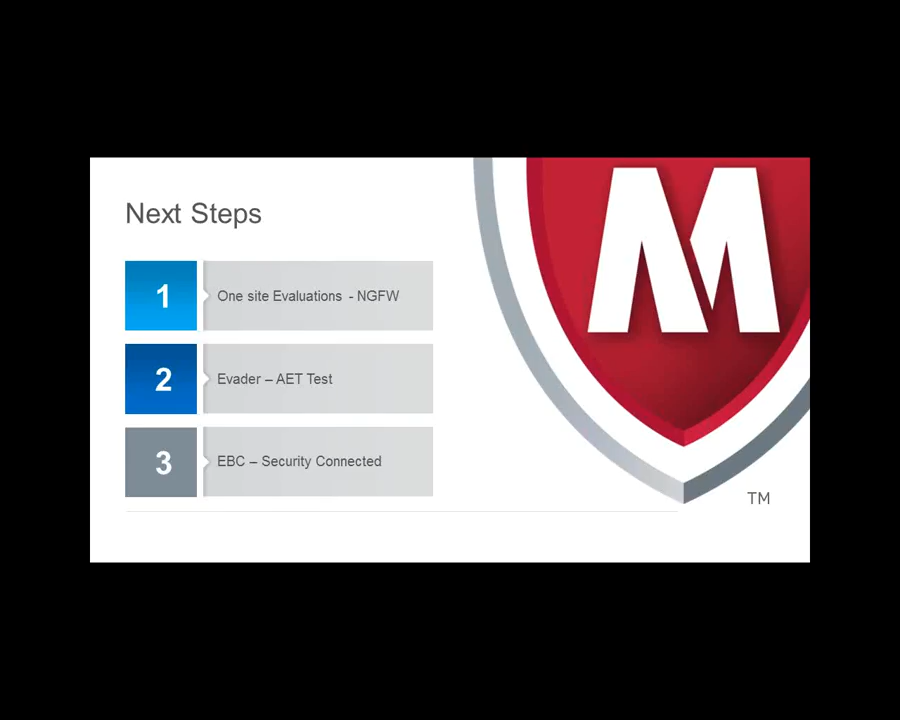 Next Steps
1
One site Evaluations - NGFW
2
Evader – AET Test
3
EBC – Security Connected
M
TM